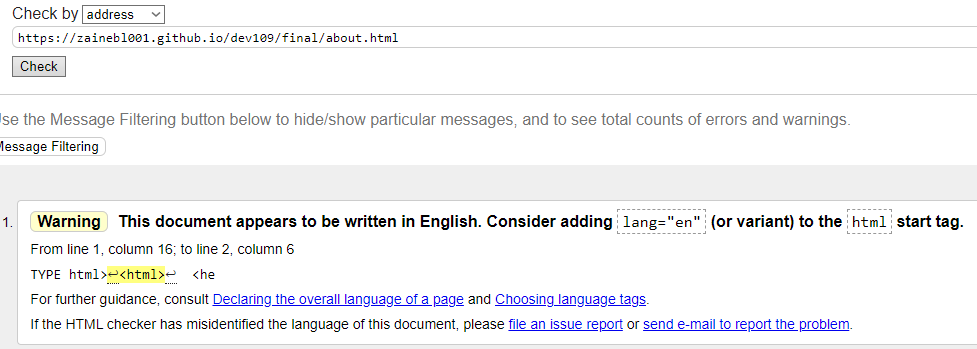 Check by address
https://zainebl001.github.io/dev109/final/about.html
Check
se the Message Filtering button below to hide/show particular messages, and to see total counts of errors and warnings.
Message Filtering
1. Warning This document appears to be written in English. Consider adding lang="en" (or variant) to the html start tag.
From line 1, column 16; to line 2, column 6
TYPE html>↩<html>↩ <he
For further guidance, consult Declaring the overall language of a page and Choosing language tags.
If the HTML checker has misidentified the language of this document, please file an issue report or send e-mail to report the problem.